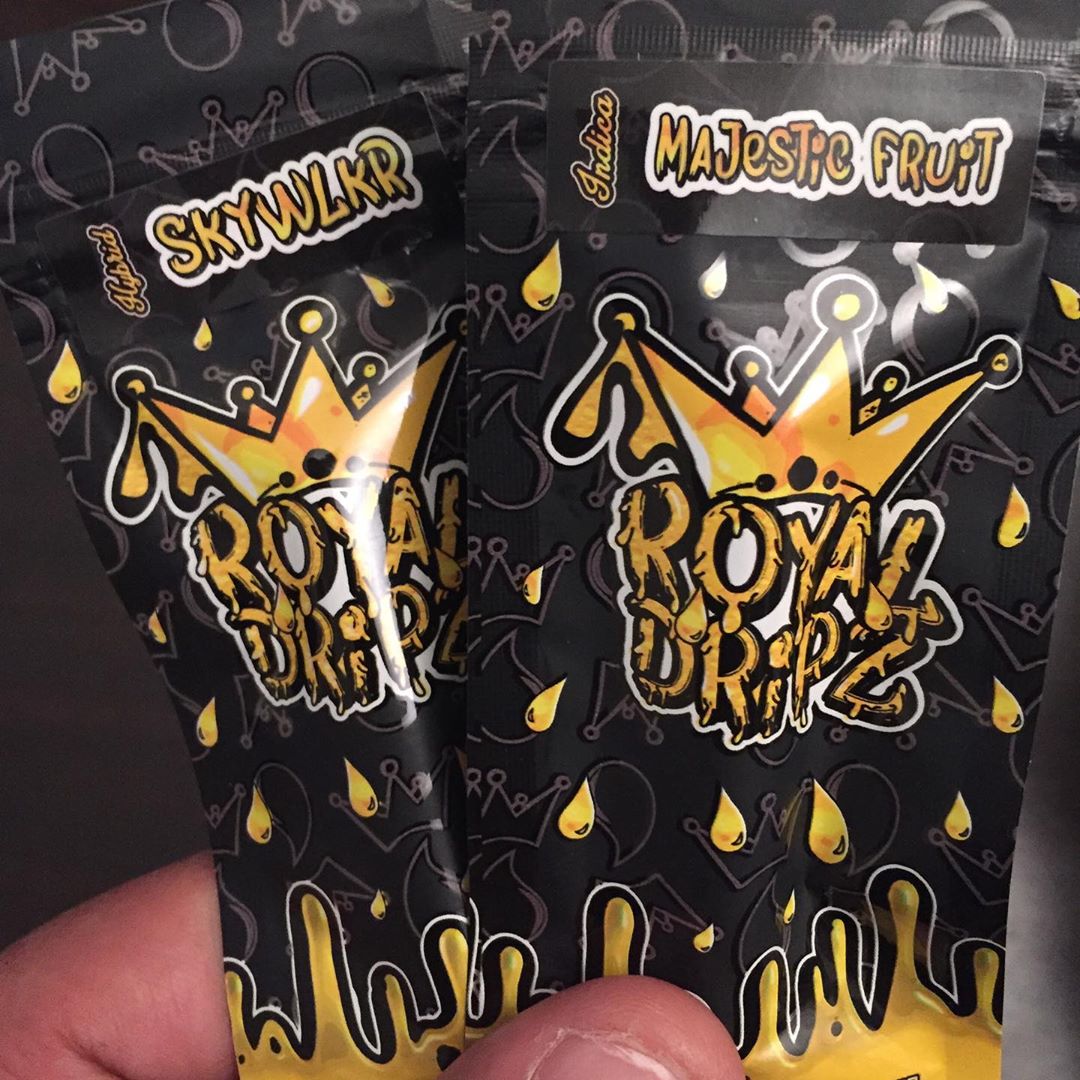 Hybrid
SKYWLKR
ROYAL
DRIPZ
Indica
MAJESTIC FRUIT
ROYAL
DRIPZ